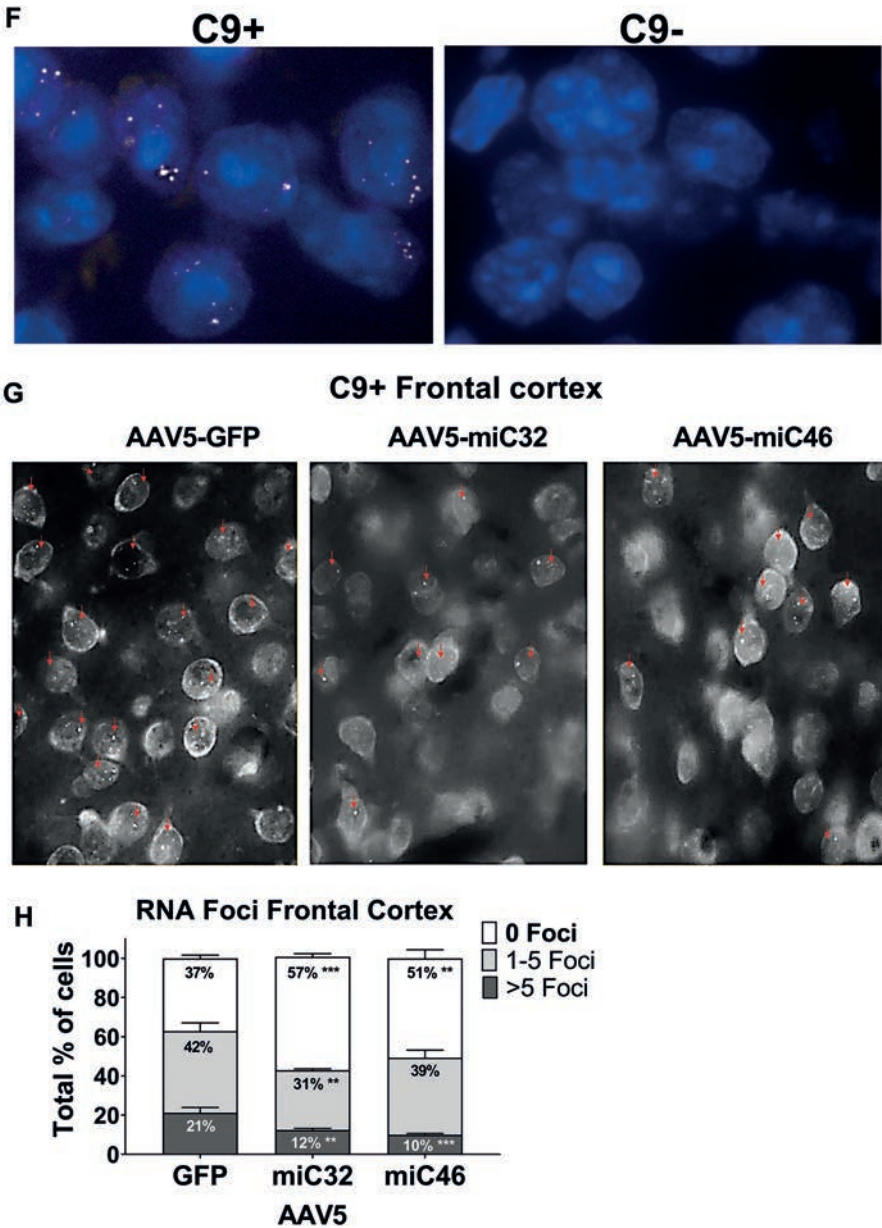 F
C9+
C9-
G
C9+ Frontal cortex
AAV5-GFP
AAV5-miC32
AAV5-miC46
H
RNA Foci Frontal Cortex
0 Foci
1-5 Foci
>5 Foci
Total % of cells
100
80
60
40
20
0
37%
57% ***
51% **
42%
31% **
39%
21%
12% **
10% ***
GFP
miC32
miC46
AAV5